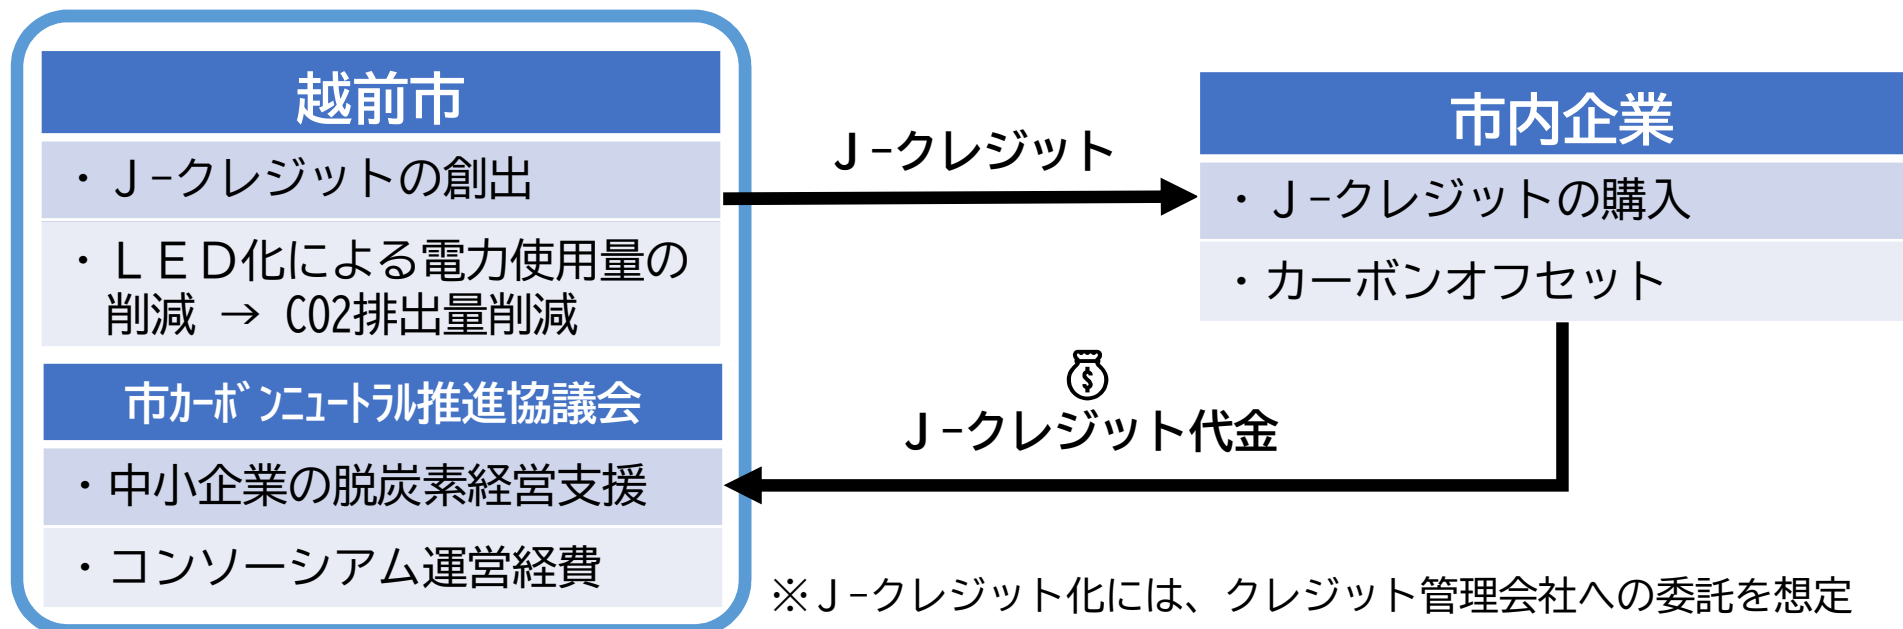 越前市
・Ｊ-クレジットの創出
・ＬＥＤ化による電力使用量の
削減 → CO2排出量削減
市ｶｰﾎﾞﾝﾆｭｰﾄﾗﾙ推進協議会
・中小企業の脱炭素経営支援
・コンソーシアム運営経費
Ｊ-クレジット
市内企業
・Ｊ-クレジットの購入
・カーボンオフセット
$
Ｊ-クレジット代金
※Ｊ-クレジット化には、クレジット管理会社への委託を想定